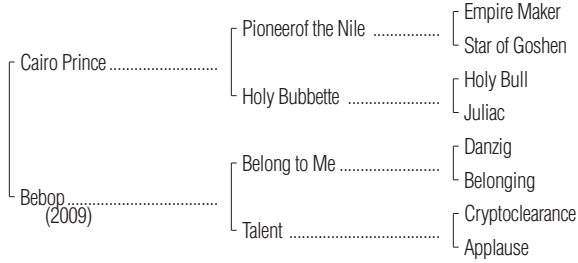 Empire Maker
Pioneerof the Nile ..................
Star of Goshen
Cairo Prince ............................
Holy Bull
Holy Bubbette .........................
Juliac
Danzig
Belong to Me ...........................
Belonging
Bebop.........................................
(2009)
Cryptoclearance
Talent .........................................
Applause